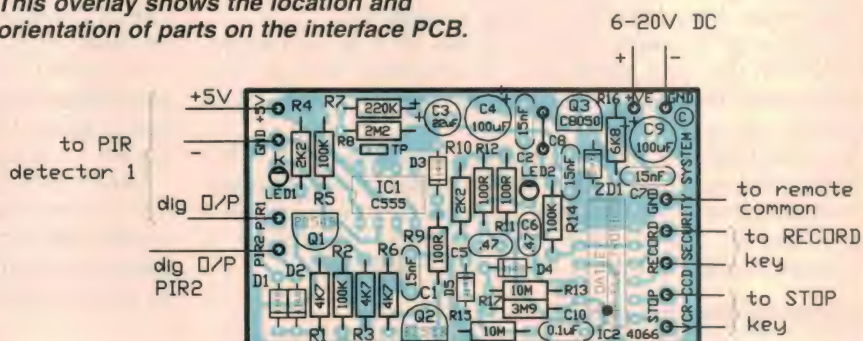 This overlay shows the location and
orientation of parts on the interface PCB.
6-20V DC
+ -
+5V
to PIR
detector 1
-
dig O/P
dig O/P
PIR2
+5V
GND
PIR1
PIR2
R4
R7
220K
+
C3
22uF
C4
100uF
+
15nF
Q3
C8050
R16
+VE
GND
©
R8
2M2
TP
D3
R10
R12
C2
C8
6K8
+
C9
100uF
2K2
100K
K
LED1
R5
IC1
C555
2K2
100R
100R
LED2
15nF
ZD1
15nF
C7
GND
Q1
R9
100R
R11
C6
.47
100K
R14
C5
.47
D1
D2
R2
R6
15nF
C1
D4
D5
10M
R13
R17
3M9
C10
4K7
100K
4K7
4K7
R1
R3
Q2
R15
10M
0.1uF
IC2 4066
RECORD
STOP
VCR-CCD SECURITY SYSTEM
to remote
common
to RECORD
key
to STOP
key